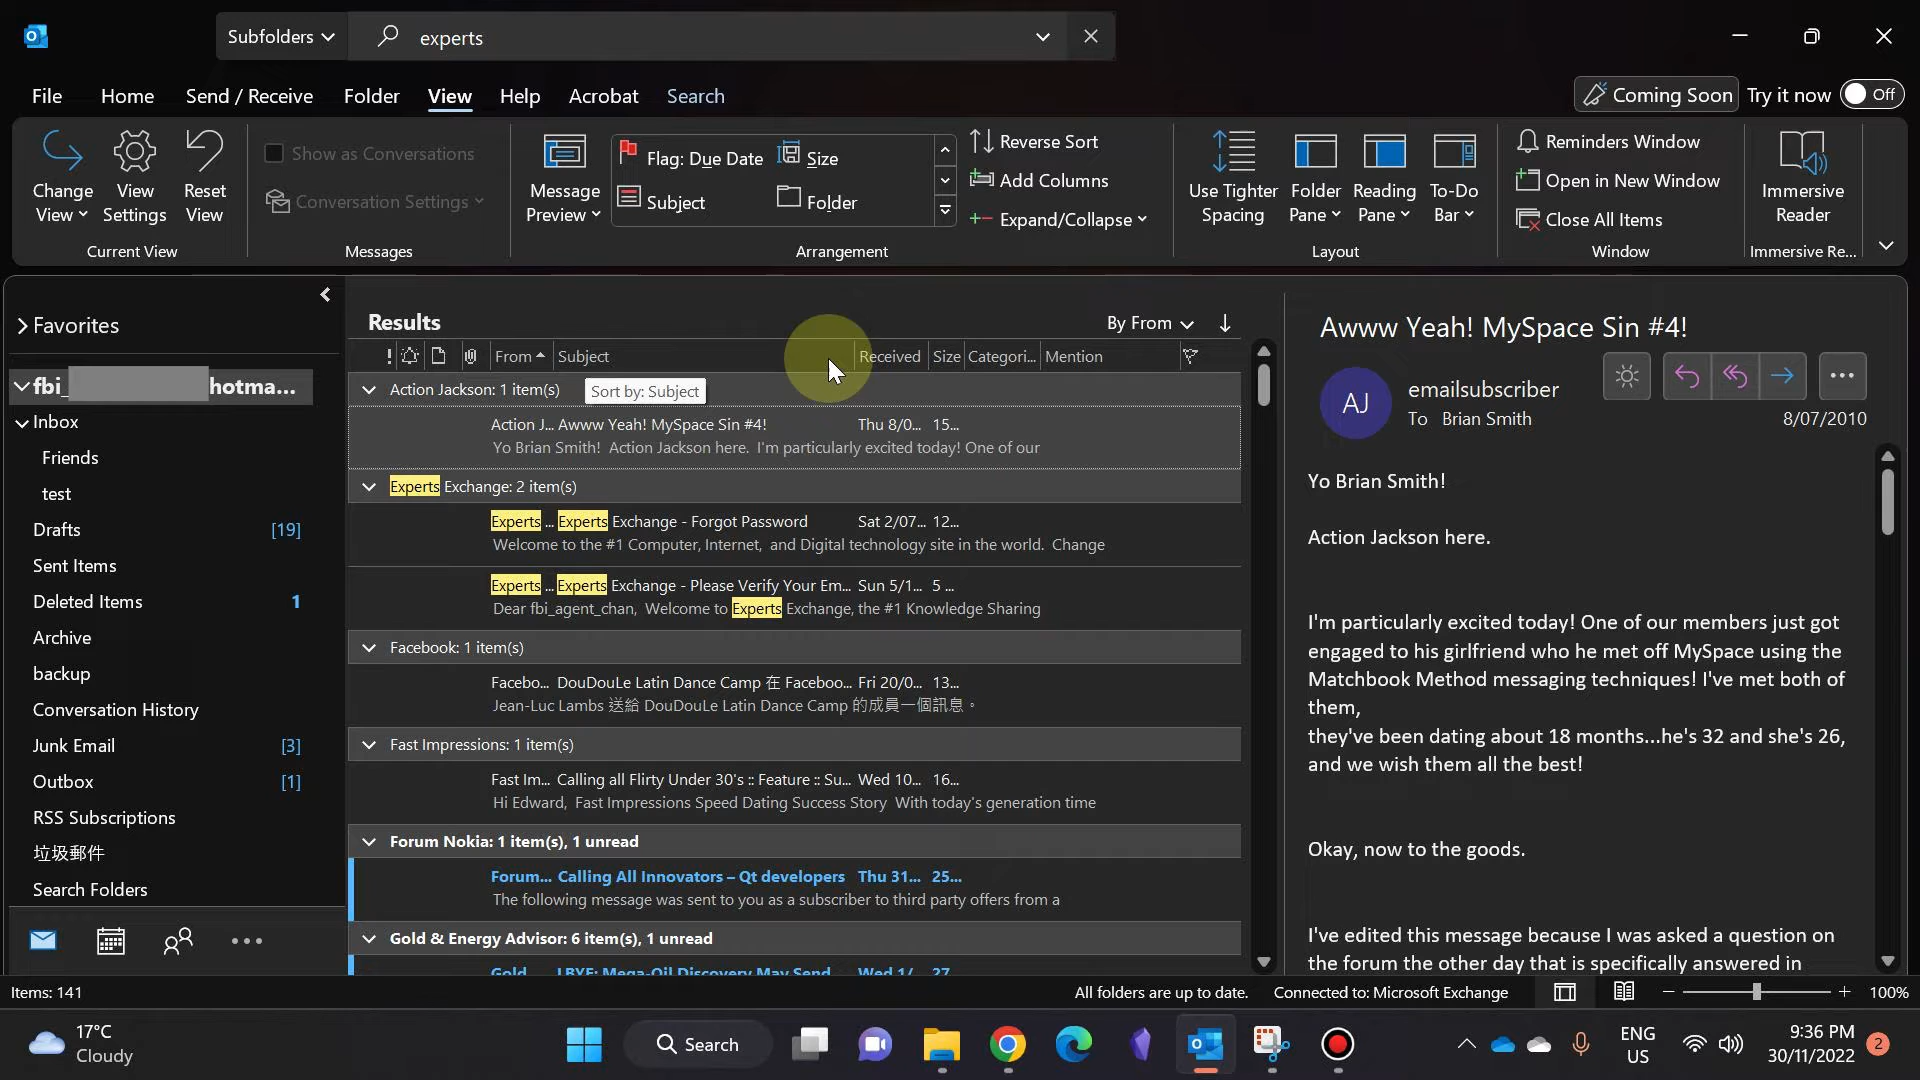 Subfolders experts
File Home Send / Receive Folder View Help Acrobat Search Coming Soon Try it now Off
Change View
View Settings
Reset View
Current View
Show as Conversations
Conversation Settings
Messages
Message Preview
Flag: Due Date Size
Subject Folder
Reverse Sort
Add Columns
Expand/Collapse
Arrangement
Use Tighter Spacing
Folder Pane
Reading Pane
To-Do Bar
Layout
Reminders Window
Open in New Window
Close All Items
Window
Immersive Reader
Immersive Re...
Favorites
fbi_ hotma...
Inbox
Friends
test
Drafts [19]
Sent Items
Deleted Items 1
Archive
backup
Conversation History
Junk Email [3]
Outbox [1]
RSS Subscriptions
垃圾郵件
Search Folders
Results By From
! From Subject Received Size Categori... Mention
Action Jackson: 1 item(s) Sort by: Subject
Action J... Awww Yeah! MySpace Sin #4! Thu 8/0... 15...
Yo Brian Smith! Action Jackson here. I'm particularly excited today! One of our
Experts Exchange: 2 item(s)
Experts ... Experts Exchange - Forgot Password Sat 2/07... 12...
Welcome to the #1 Computer, Internet, and Digital technology site in the world. Change
Experts ... Experts Exchange - Please Verify Your Em... Sun 5/1... 5 ...
Dear fbi_agent_chan, Welcome to Experts Exchange, the #1 Knowledge Sharing
Facebook: 1 item(s)
Facebo... DouDouLe Latin Dance Camp 在 Faceboo... Fri 20/0... 13...
Jean-Luc Lambs 送給 DouDouLe Latin Dance Camp 的成員一個訊息。
Fast Impressions: 1 item(s)
Fast Im... Calling all Flirty Under 30's :: Feature :: Su... Wed 10... 16...
Hi Edward, Fast Impressions Speed Dating Success Story With today's generation time
Forum Nokia: 1 item(s), 1 unread
Forum... Calling All Innovators – Qt developers Thu 31... 25...
The following message was sent to you as a subscriber to third party offers from a
Gold & Energy Advisor: 6 item(s), 1 unread
Gold LBYE: Mega-Oil Discovery May Send Wed 1/ 27
Awww Yeah! MySpace Sin #4!
AJ
emailsubscriber
To Brian Smith 8/07/2010
Yo Brian Smith!
Action Jackson here.
I'm particularly excited today! One of our members just got
engaged to his girlfriend who he met off MySpace using the
Matchbook Method messaging techniques! I've met both of
them,
they've been dating about 18 months...he's 32 and she's 26,
and we wish them all the best!
Okay, now to the goods.
I've edited this message because I was asked a question on
the forum the other day that is specifically answered in
Items: 141 All folders are up to date. Connected to: Microsoft Exchange 100%
17°C
Cloudy
Search
ENG
US
9:36 PM
30/11/2022
2